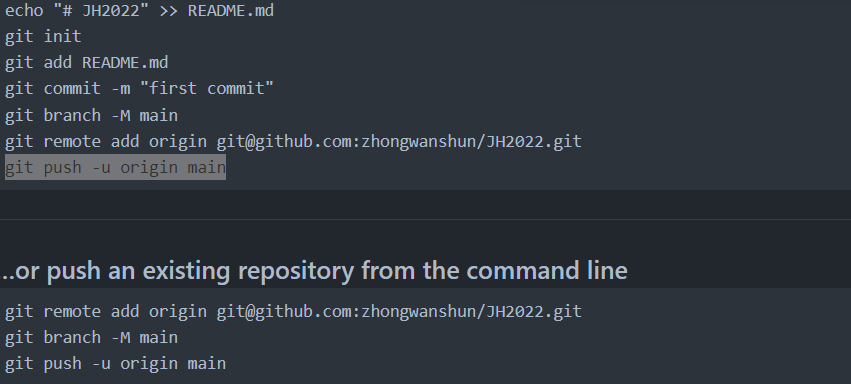 echo "# JH2022" >> README.md
git init
git add README.md
git commit -m "first commit"
git branch -M main
git remote add origin git@github.com:zhongwanshun/JH2022.git
git push -u origin main
..or push an existing repository from the command line
git remote add origin git@github.com:zhongwanshun/JH2022.git
git branch -M main
git push -u origin main